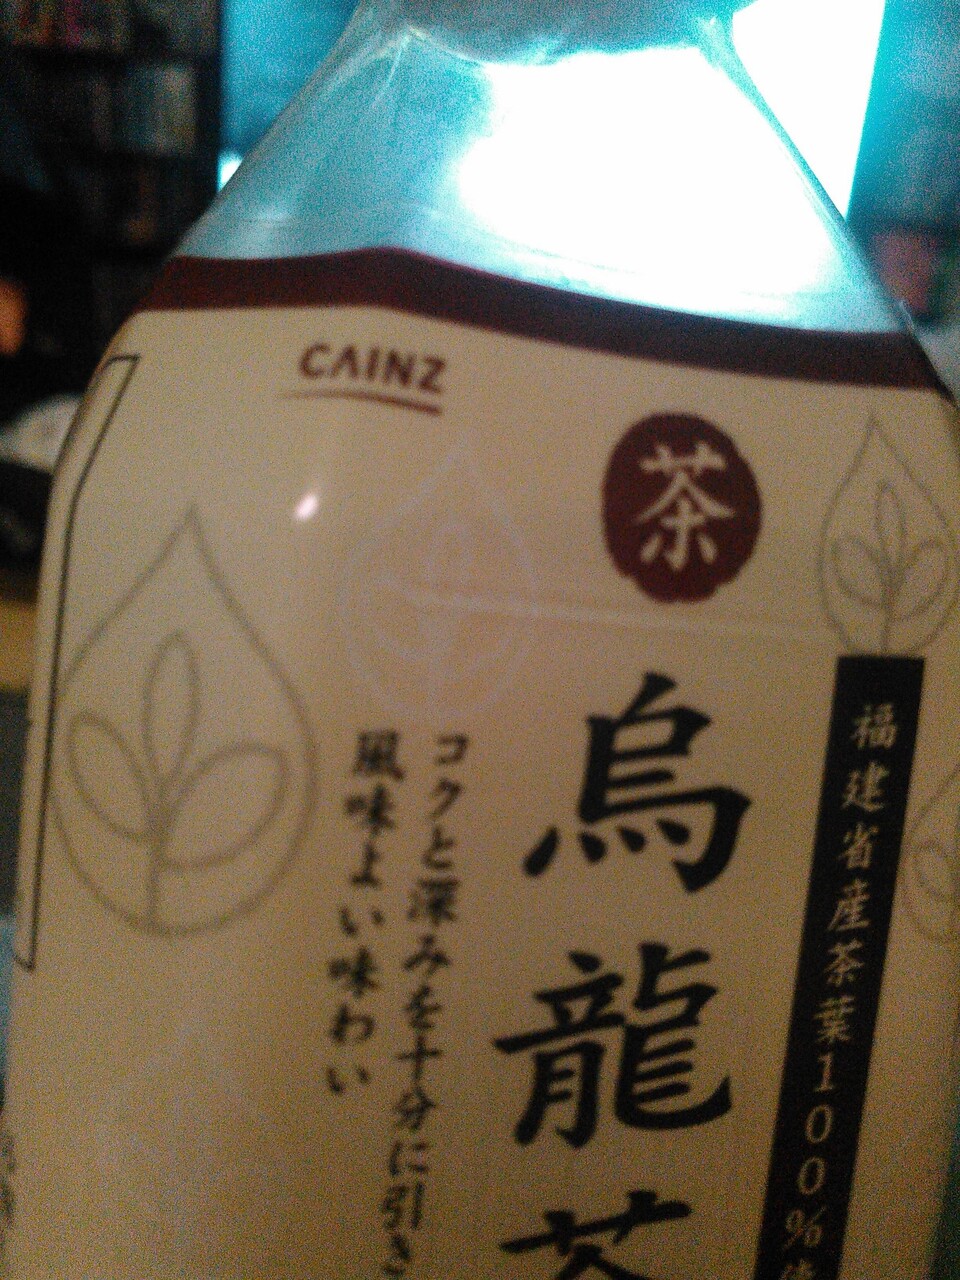 CAINZ
茶
福建省産茶葉100%
烏龍茶
コクと深みを十分に引き
風味よい味わい